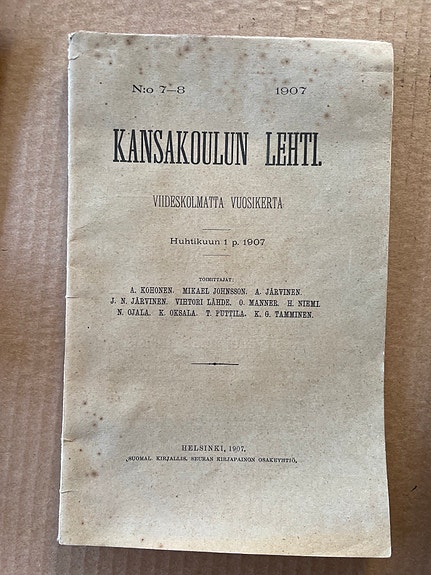 N:o 7–8 1907
KANSAKOULUN LEHTI.
VIIDESKOLMATTA VUOSIKERTA
Huhtikuun 1 p. 1907
TOIMITTAJAT:
A. KOHONEN. MIKAEL JOHNSSON. A. JÄRVINEN.
J. N. JÄRVINEN. VIHTORI LÄHDE. O. MANNER. H. NIEMI.
N. OJALA. K. OKSALA. T. PUTTILA. K. G. TAMMINEN.
HELSINKI, 1907,
SUOMAL. KIRJALLIS. SEURAN KIRJAPAINON OSAKEYHTIÖ,